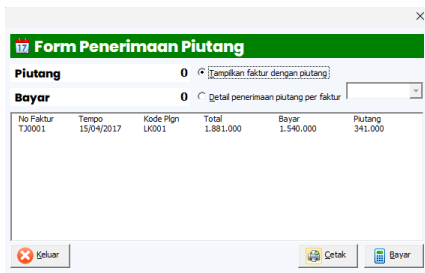 17 Form Penerimaan Piutang
Piutang 0 Tampilkan faktur dengan piutang
Bayar 0 Detail penerimaan piutang per faktur
No Faktur Tempo Kode Plgn Total Bayar Piutang
TJ0001 15/04/2017 LK001 1.881.000 1.540.000 341.000
Keluar Cetak Bayar